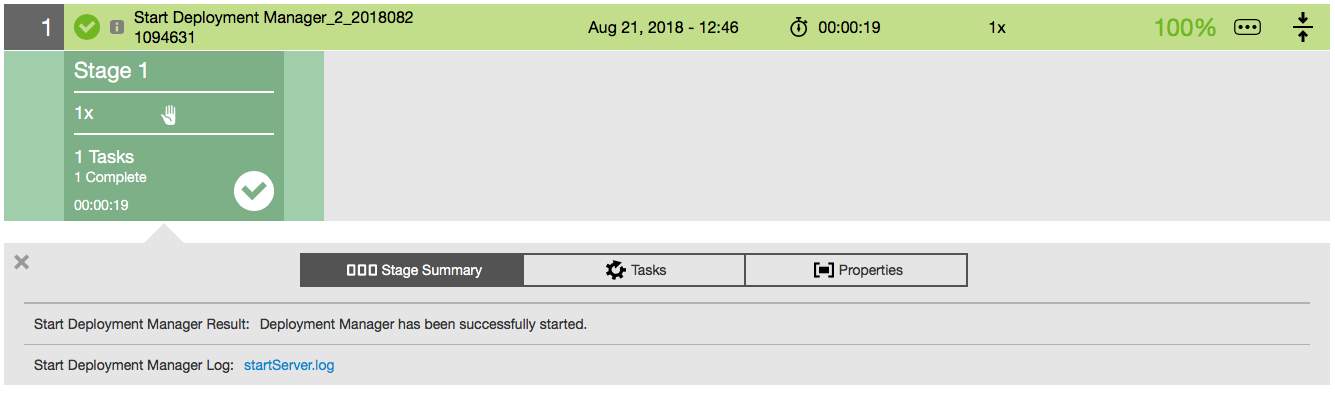 1
Start Deployment Manager_2_2018082
1094631
Aug 21, 2018 - 12:46
00:00:19
1x
100%
Stage 1
1x
1 Tasks
1 Complete
00:00:19
Stage Summary
Tasks
Properties
Start Deployment Manager Result: Deployment Manager has been successfully started.
Start Deployment Manager Log: startServer.log